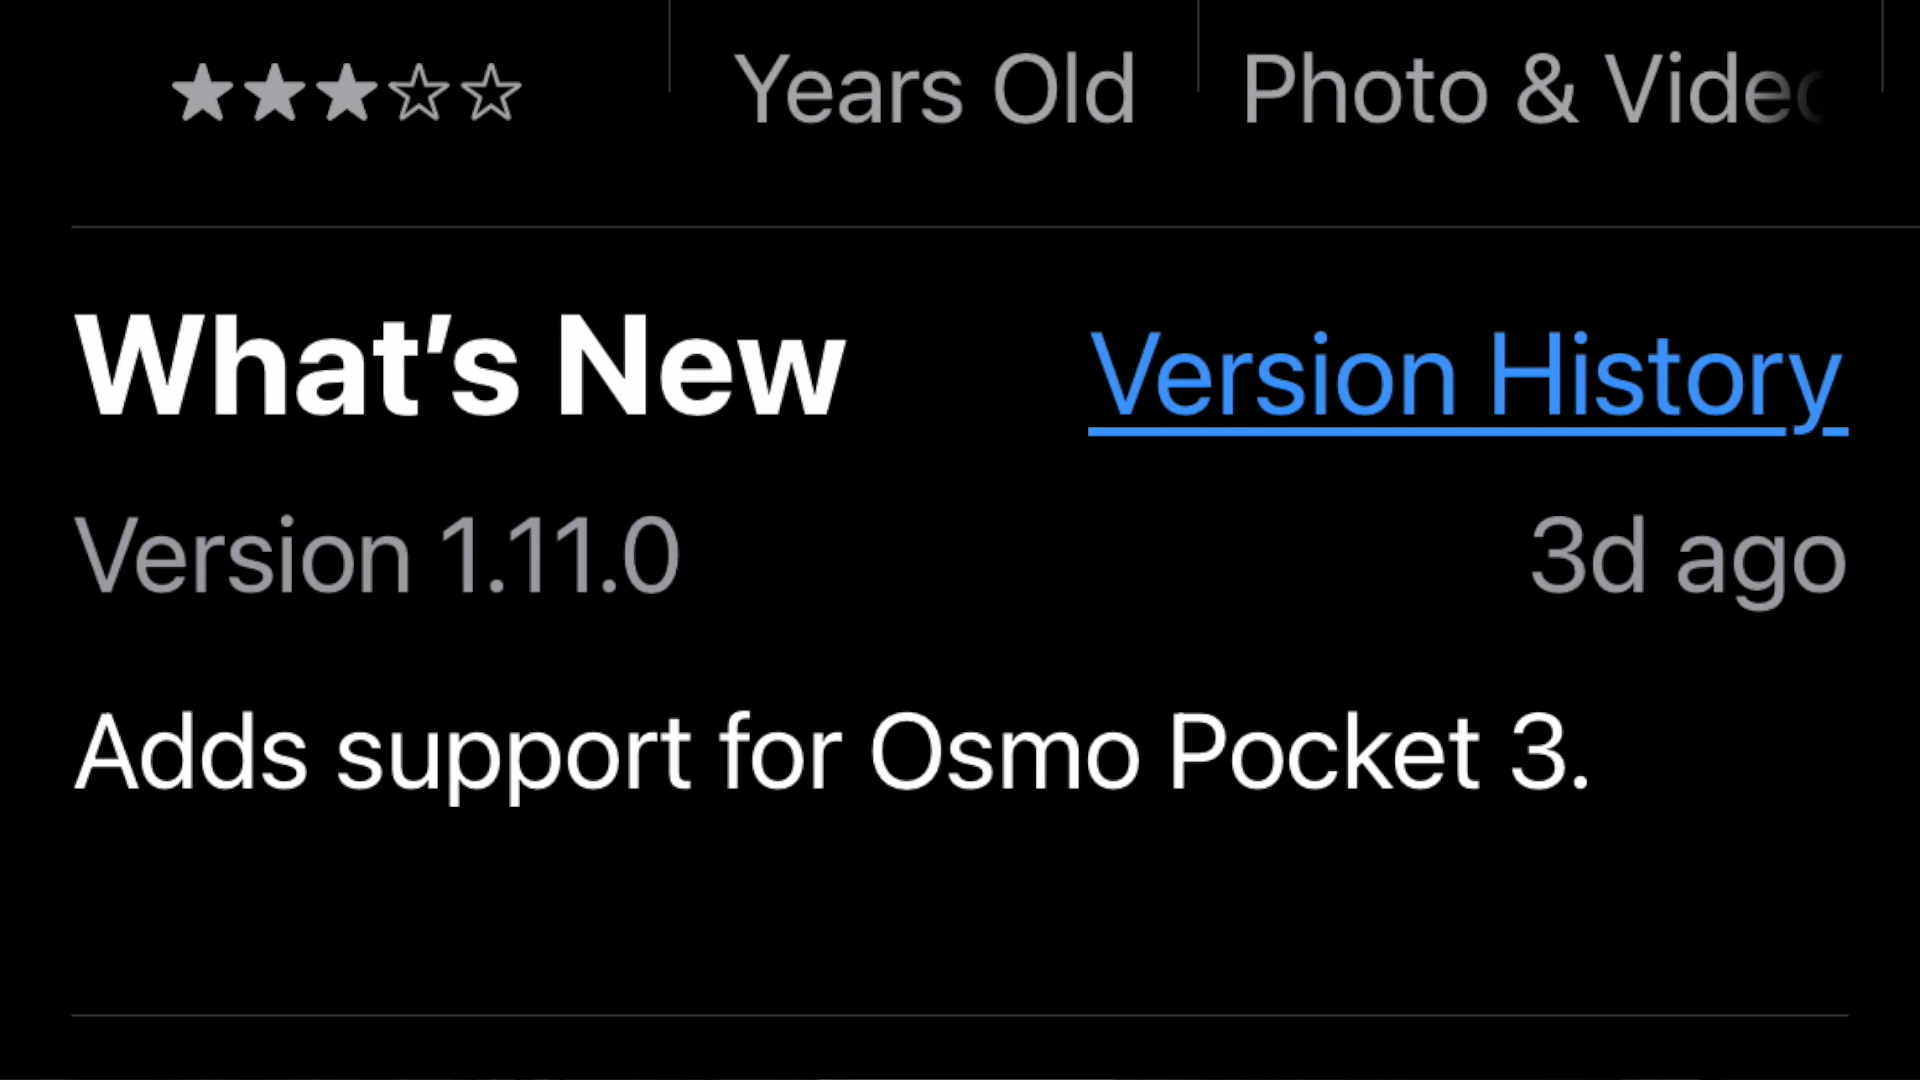 Years Old
Photo & Video
What's New
Version History
Version 1.11.0
3d ago
Adds support for Osmo Pocket 3.